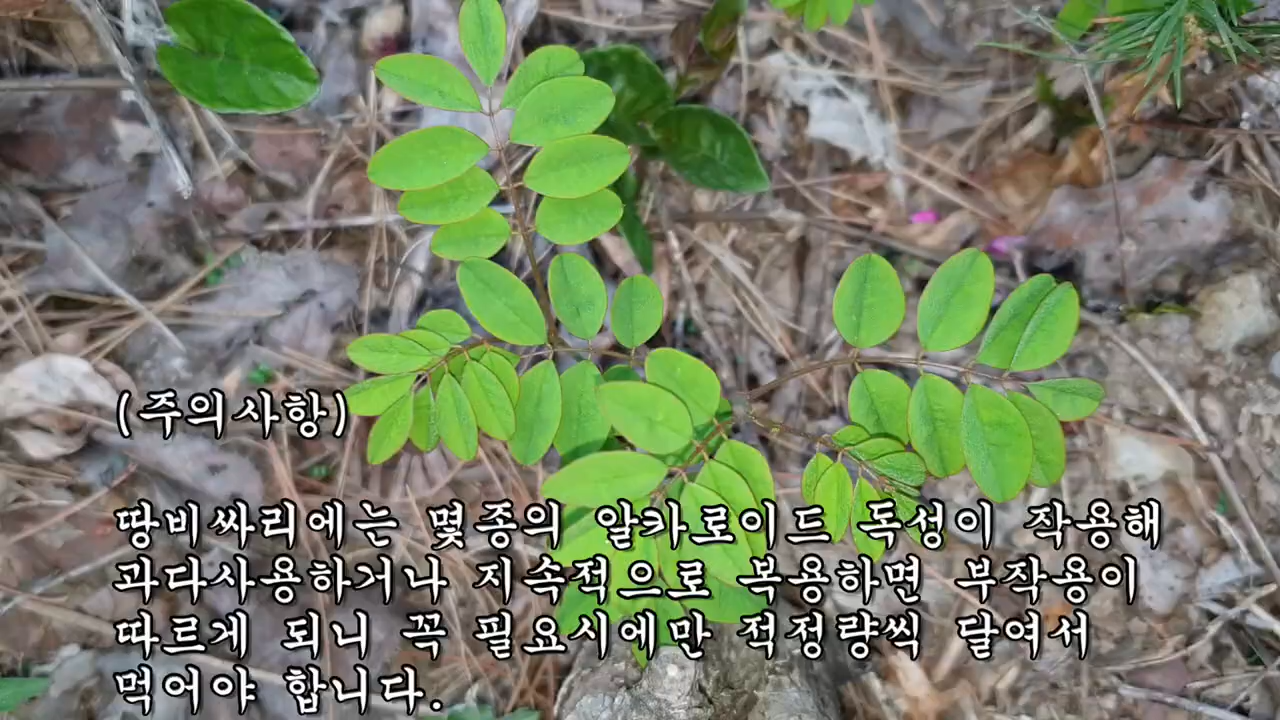 (주의사항)
땅비싸리에는 몇종의 알카로이드 독성이 작용해
과다사용하거나 지속적으로 복용하면 부작용이
따르게 되니 꼭 필요시에만 적정량씩 달여서
먹어야 합니다.